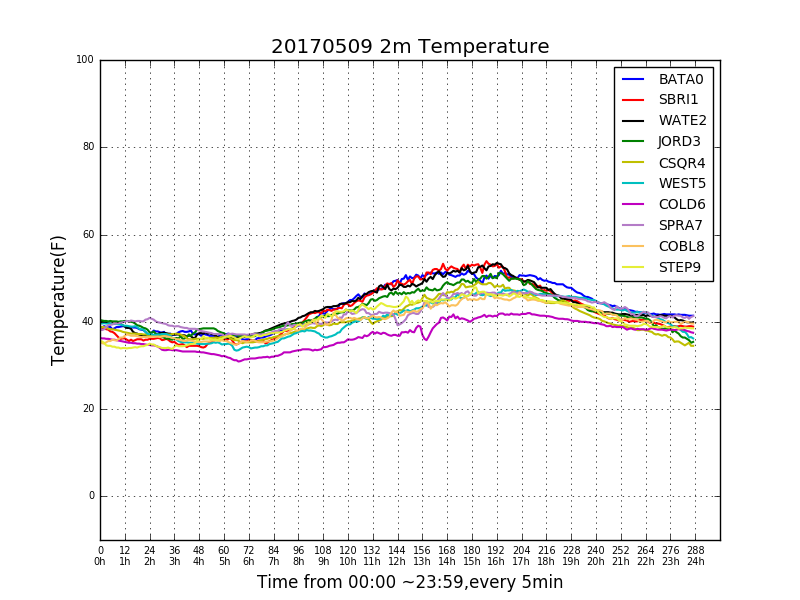 20170509 2m Temperature
100
80
60
40
20
0
Temperature(F)
BATA0
SBRI1
WATE2
JORD3
CSQR4
WEST5
COLD6
SPRA7
COBL8
STEP9
0 12 24 36 48 60 72 84 96 108 120 132 144 156 168 180 192 204 216 228 240 252 264 276 288
0h 1h 2h 3h 4h 5h 6h 7h 8h 9h 10h 11h 12h 13h 14h 15h 16h 17h 18h 19h 20h 21h 22h 23h 24h
Time from 00:00 ~23:59,every 5min